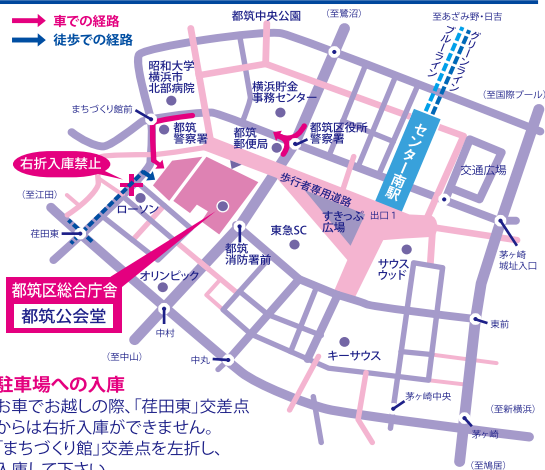 車での経路
徒歩での経路
都筑中央公園
(至鷺沼)
至あざみ野・日吉
グリーンライン
ブルーライン
(至国際プール)
昭和大学
横浜市
北部病院
横浜貯金
事務センター
まちづくり館前
都筑
警察署
都筑
郵便局
都筑区役所
警察署
センター南駅
交通広場
右折入庫禁止
歩行者専用道路
(至江田)
ローソン
すきっぷ
広場
出口1
荏田東
東急SC
都筑
消防署前
サウス
ウッド
茅ヶ崎
城址入口
オリンピック
都筑区総合庁舎
都筑公会堂
中村
東前
(至中山)
中丸
キーサウス
駐車場への入庫
お車でお越しの際、「荏田東」交差点
からは右折入庫ができません。
「まちづくり館」交差点を左折し、
入庫して下さい
茅ヶ崎中央
(至新横浜)
茅ヶ崎
(至鴨居)